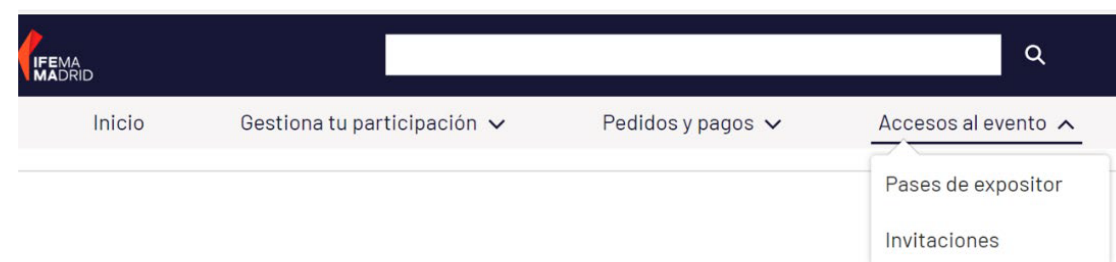 IFEMA
MADRID
Inicio
Gestiona tu participación
Pedidos y pagos
Accesos al evento
Pases de expositor
Invitaciones